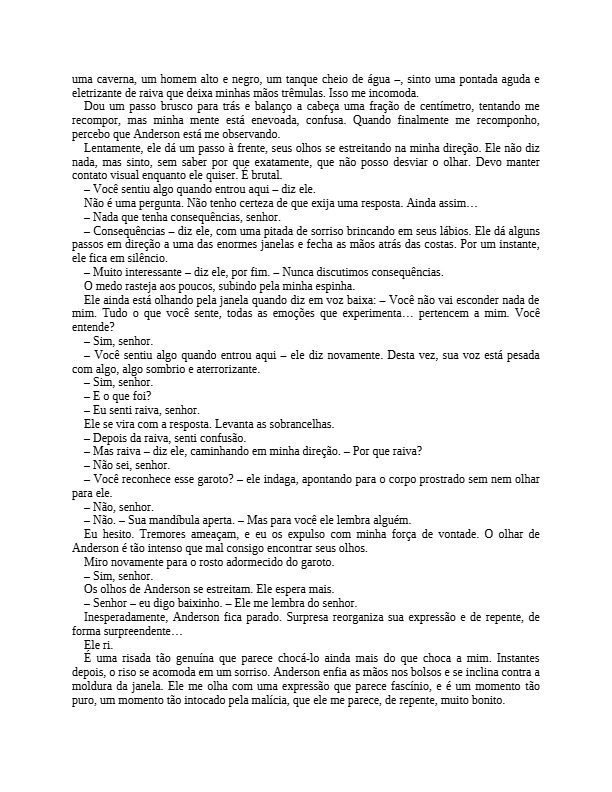 uma caverna, um homem alto e negro, um tanque cheio de água –, sinto uma pontada aguda e
eletrizante de raiva que deixa minhas mãos trêmulas. Isso me incomoda.
Dou um passo brusco para trás e balanço a cabeça uma fração de centímetro, tentando me
recompor, mas minha mente está enevoada, confusa. Quando finalmente me recomponho,
percebo que Anderson está me observando.
Lentamente, ele dá um passo à frente, seus olhos se estreitando na minha direção. Ele não diz
nada, mas sinto, sem saber por que exatamente, que não posso desviar o olhar. Devo manter
contato visual enquanto ele quiser. É brutal.
– Você sentiu algo quando entrou aqui – diz ele.
Não é uma pergunta. Não tenho certeza de que exija uma resposta. Ainda assim…
– Nada que tenha consequências, senhor.
– Consequências – diz ele, com uma pitada de sorriso brincando em seus lábios. Ele dá alguns
passos em direção a uma das enormes janelas e fecha as mãos atrás das costas. Por um instante,
ele fica em silêncio.
– Muito interessante – diz ele, por fim. – Nunca discutimos consequências.
O medo rasteja aos poucos, subindo pela minha espinha.
Ele ainda está olhando pela janela quando diz em voz baixa: – Você não vai esconder nada de
mim. Tudo o que você sente, todas as emoções que experimenta… pertencem a mim. Você
entende?
– Sim, senhor.
– Você sentiu algo quando entrou aqui – ele diz novamente. Desta vez, sua voz está pesada
com algo, algo sombrio e aterrorizante.
– Sim, senhor.
– E o que foi?
– Eu senti raiva, senhor.
Ele se vira com a resposta. Levanta as sobrancelhas.
– Depois da raiva, senti confusão.
– Mas raiva – diz ele, caminhando em minha direção. – Por que raiva?
– Não sei, senhor.
– Você reconhece esse garoto? – ele indaga, apontando para o corpo prostrado sem nem olhar
para ele.
– Não, senhor.
– Não. – Sua mandíbula aperta. – Mas para você ele lembra alguém.
Eu hesito. Tremores ameaçam, e eu os expulso com minha força de vontade. O olhar de
Anderson é tão intenso que mal consigo encontrar seus olhos.
Miro novamente para o rosto adormecido do garoto.
– Sim, senhor.
Os olhos de Anderson se estreitam. Ele espera mais.
– Senhor – eu digo baixinho. – Ele me lembra do senhor.
Inesperadamente, Anderson fica parado. Surpresa reorganiza sua expressão e de repente, de
forma surpreendente…
Ele ri.
É uma risada tão genuína que parece chocá-lo ainda mais do que choca a mim. Instantes
depois, o riso se acomoda em um sorriso. Anderson enfia as mãos nos bolsos e se inclina contra a
moldura da janela. Ele me olha com uma expressão que parece fascínio, e é um momento tão
puro, um momento tão intocado pela malícia, que ele me parece, de repente, muito bonito.